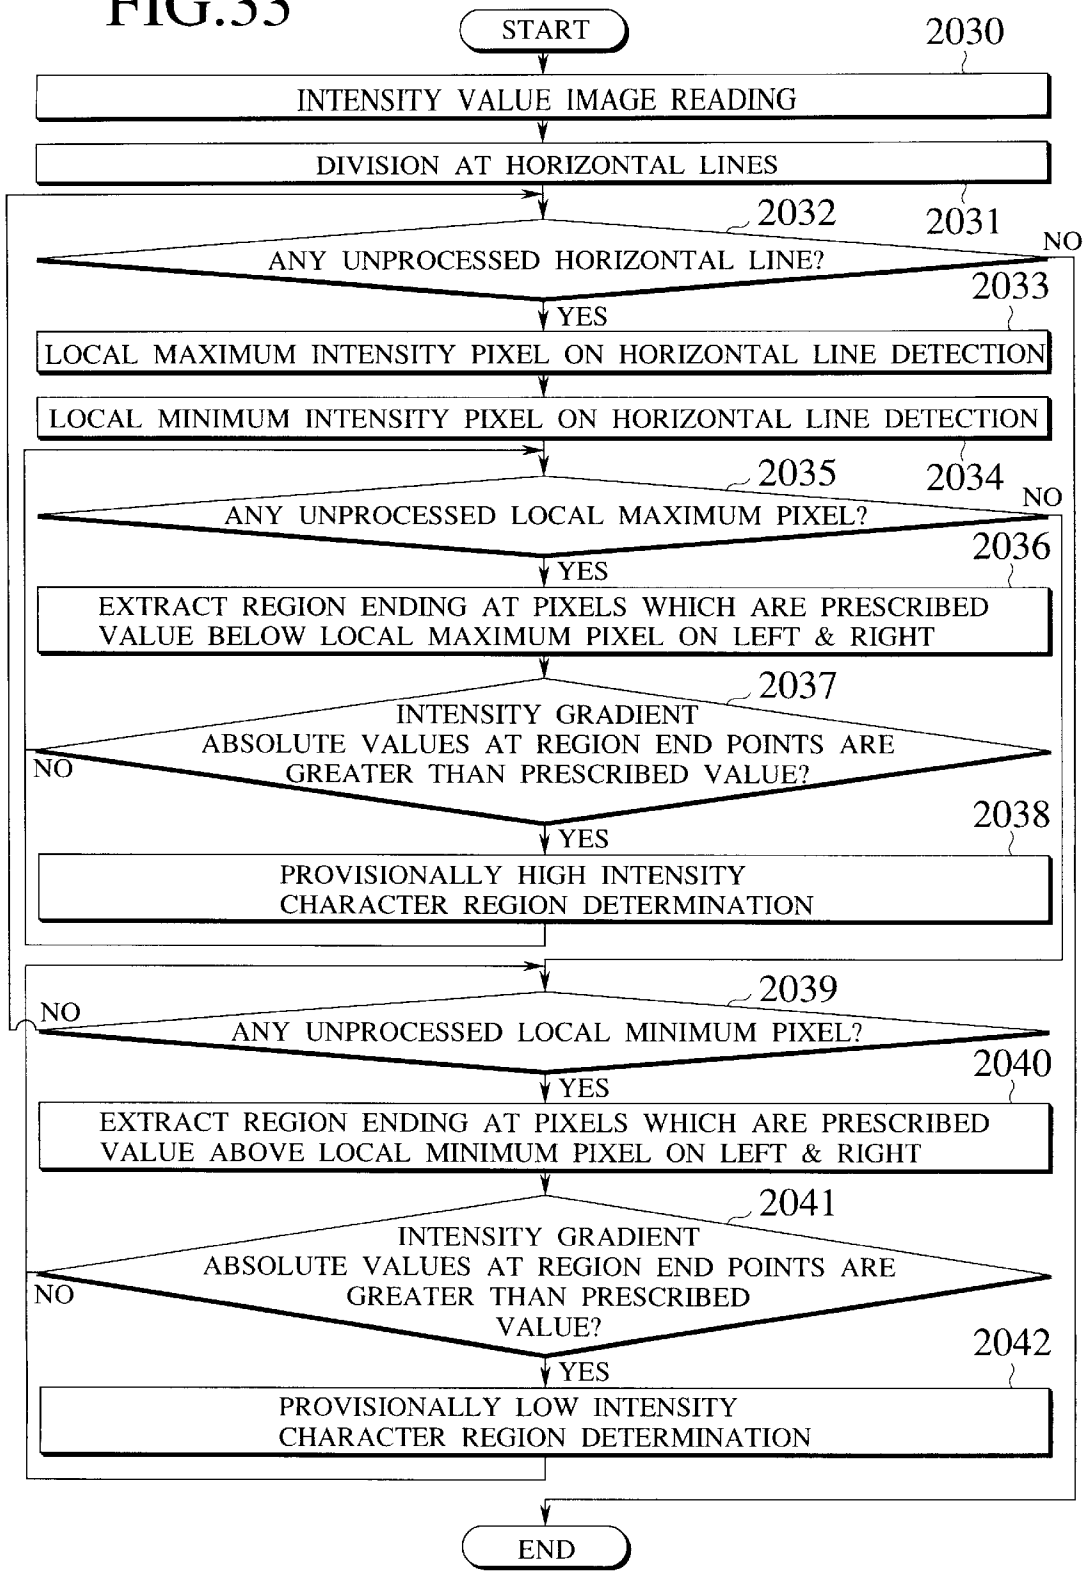 FIG.33
START
2030
INTENSITY VALUE IMAGE READING
DIVISION AT HORIZONTAL LINES
2031
2032
NO
ANY UNPROCESSED HORIZONTAL LINE?
2033
YES
LOCAL MAXIMUM INTENSITY PIXEL ON HORIZONTAL LINE DETECTION
LOCAL MINIMUM INTENSITY PIXEL ON HORIZONTAL LINE DETECTION
2034
2035
NO
ANY UNPROCESSED LOCAL MAXIMUM PIXEL?
2036
YES
EXTRACT REGION ENDING AT PIXELS WHICH ARE PRESCRIBED
VALUE BELOW LOCAL MAXIMUM PIXEL ON LEFT & RIGHT
2037
INTENSITY GRADIENT
ABSOLUTE VALUES AT REGION END POINTS ARE
GREATER THAN PRESCRIBED VALUE?
NO
2038
YES
PROVISIONALLY HIGH INTENSITY
CHARACTER REGION DETERMINATION
2039
NO
ANY UNPROCESSED LOCAL MINIMUM PIXEL?
2040
YES
EXTRACT REGION ENDING AT PIXELS WHICH ARE PRESCRIBED
VALUE ABOVE LOCAL MINIMUM PIXEL ON LEFT & RIGHT
2041
INTENSITY GRADIENT
ABSOLUTE VALUES AT REGION END POINTS ARE
NO
GREATER THAN PRESCRIBED
VALUE?
2042
YES
PROVISIONALLY LOW INTENSITY
CHARACTER REGION DETERMINATION
END